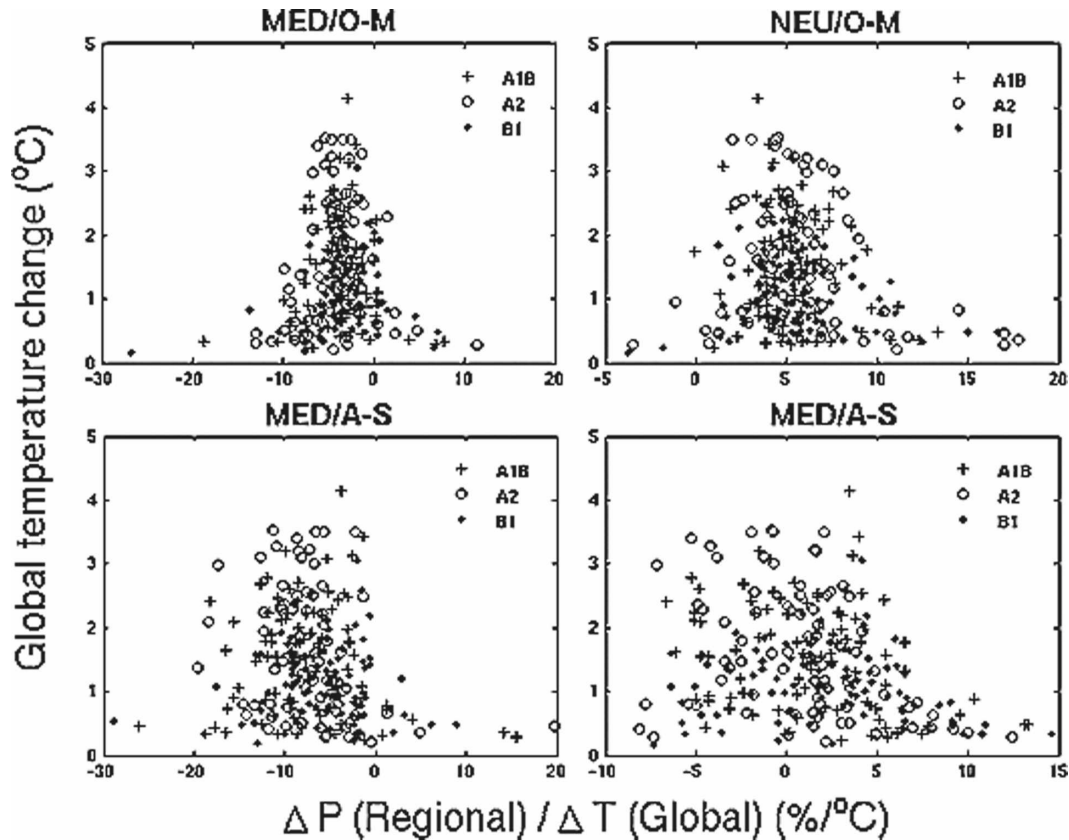 MED/O-M
NEU/O-M
5
4
3
2
1
0
-30 -20 -10 0 10 20
A1B
A2
B1
5
4
3
2
1
0
-5 0 5 10 15 20
A1B
A2
B1
MED/A-S
MED/A-S
5
4
3
2
1
0
-30 -20 -10 0 10 20
A1B
A2
B1
5
4
3
2
1
0
-10 -5 0 5 10 15
A1B
A2
B1
Global temperature change (°C)
Δ P (Regional) / Δ T (Global) (%/°C)